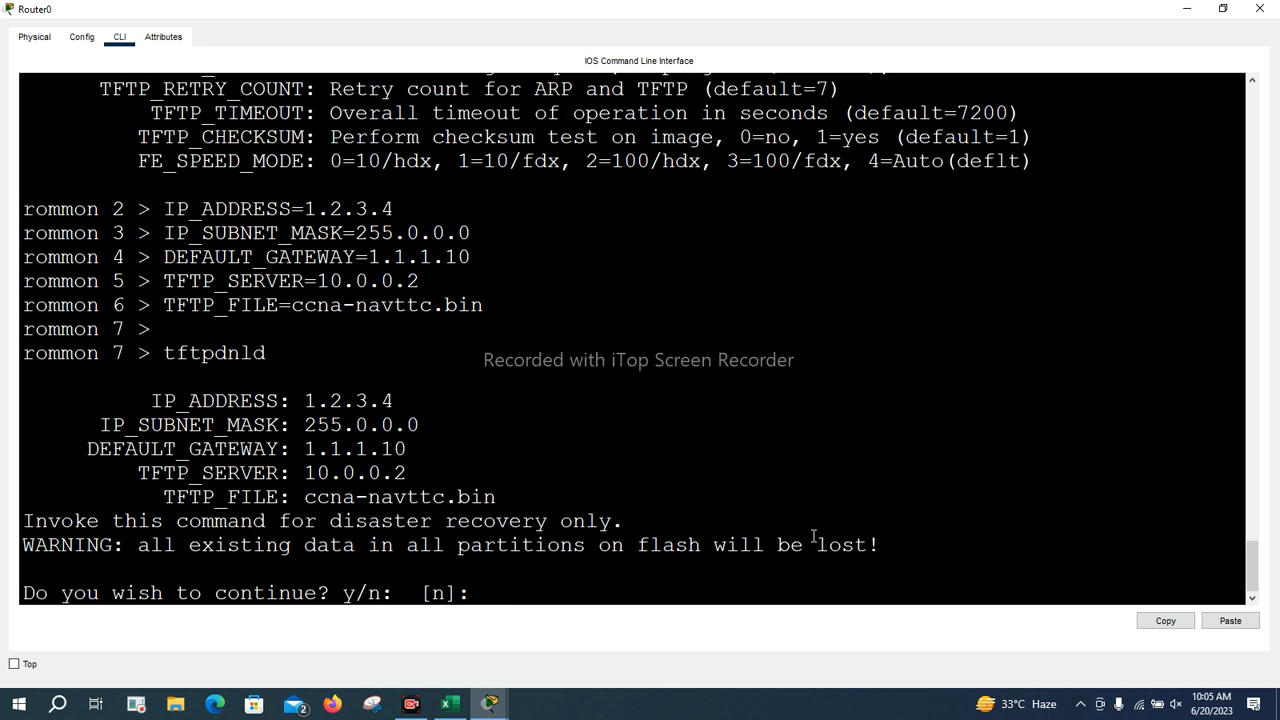 Router0
Physical Config CLI Attributes
IOS Command Line Interface
TFTP_RETRY_COUNT: Retry count for ARP and TFTP (default=7)
TFTP_TIMEOUT: Overall timeout of operation in seconds (default=7200)
TFTP_CHECKSUM: Perform checksum test on image, 0=no, 1=yes (default=1)
FE_SPEED_MODE: 0=10/hdx, 1=10/fdx, 2=100/hdx, 3=100/fdx, 4=Auto(deflt)
rommon 2 > IP_ADDRESS=1.2.3.4
rommon 3 > IP_SUBNET_MASK=255.0.0.0
rommon 4 > DEFAULT_GATEWAY=1.1.1.10
rommon 5 > TFTP_SERVER=10.0.0.2
rommon 6 > TFTP_FILE=ccna-navttc.bin
rommon 7 >
rommon 7 > tftpdnld
Recorded with iTop Screen Recorder
IP_ADDRESS: 1.2.3.4
IP_SUBNET_MASK: 255.0.0.0
DEFAULT_GATEWAY: 1.1.1.10
TFTP_SERVER: 10.0.0.2
TFTP_FILE: ccna-navttc.bin
Invoke this command for disaster recovery only.
WARNING: all existing data in all partitions on flash will be lost!
Do you wish to continue? y/n: [n]:
Copy Paste
Top
2
33°C Haze
10:05 AM
6/20/2023